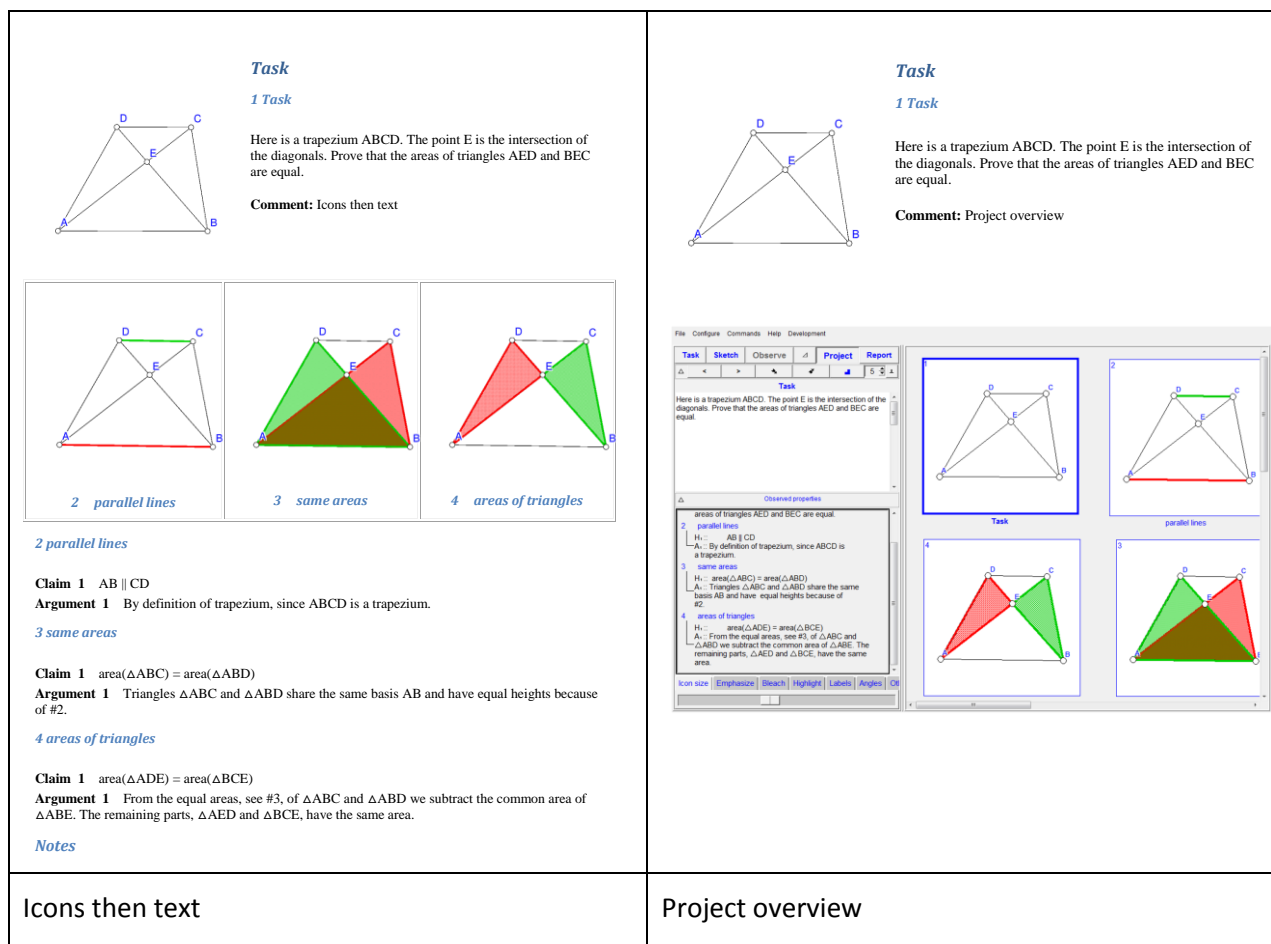 Task
1 Task
D C
E
A B
Here is a trapezium ABCD. The point E is the intersection of
the diagonals. Prove that the areas of triangles AED and BEC
are equal.
Comment: Icons then text
D C
E
A B
2 parallel lines
D C
E
A B
3 same areas
D C
E
A B
4 areas of triangles
2 parallel lines
Claim 1 AB || CD
Argument 1 By definition of trapezium, since ABCD is a trapezium.
3 same areas
Claim 1 area(△ABC) = area(△ABD)
Argument 1 Triangles △ABC and △ABD share the same basis AB and have equal heights because
of #2.
4 areas of triangles
Claim 1 area(△ADE) = area(△BCE)
Argument 1 From the equal areas, see #3, of △ABC and △ABD we subtract the common area of
△ABE. The remaining parts, △AED and △BCE, have the same area.
Notes
Icons then text
Task
1 Task
D C
E
A B
Here is a trapezium ABCD. The point E is the intersection of
the diagonals. Prove that the areas of triangles AED and BEC
are equal.
Comment: Project overview
File Configure Commands Help Development
Task Sketch Observe Project Report
5
Task
Here is a trapezium ABCD. The point E is the intersection of the
diagonals. Prove that the areas of triangles AED and BEC are
equal.
Observed properties
areas of triangles AED and BEC are equal.
2 parallel lines
H₁ :: AB || CD
A₁ :: By definition of trapezium, since ABCD is
a trapezium.
3 same areas
H₁ :: area(△ABC) = area(△ABD)
A₁ :: Triangles △ABC and △ABD share the same
basis AB and have equal heights because of
#2.
4 areas of triangles
H₁ :: area(△ADE) = area(△BCE)
A₁ :: From the equal areas, see #3, of △ABC and
△ABD we subtract the common area of △ABE. The
remaining parts, △AED and △BCE, have the same
area.
Icon size Emphasize Bleach Highlight Labels Angles
1
D C
E
A B
Task
2
D C
E
A B
parallel lines
4
D C
E
A B
3
D C
E
A B
Project overview